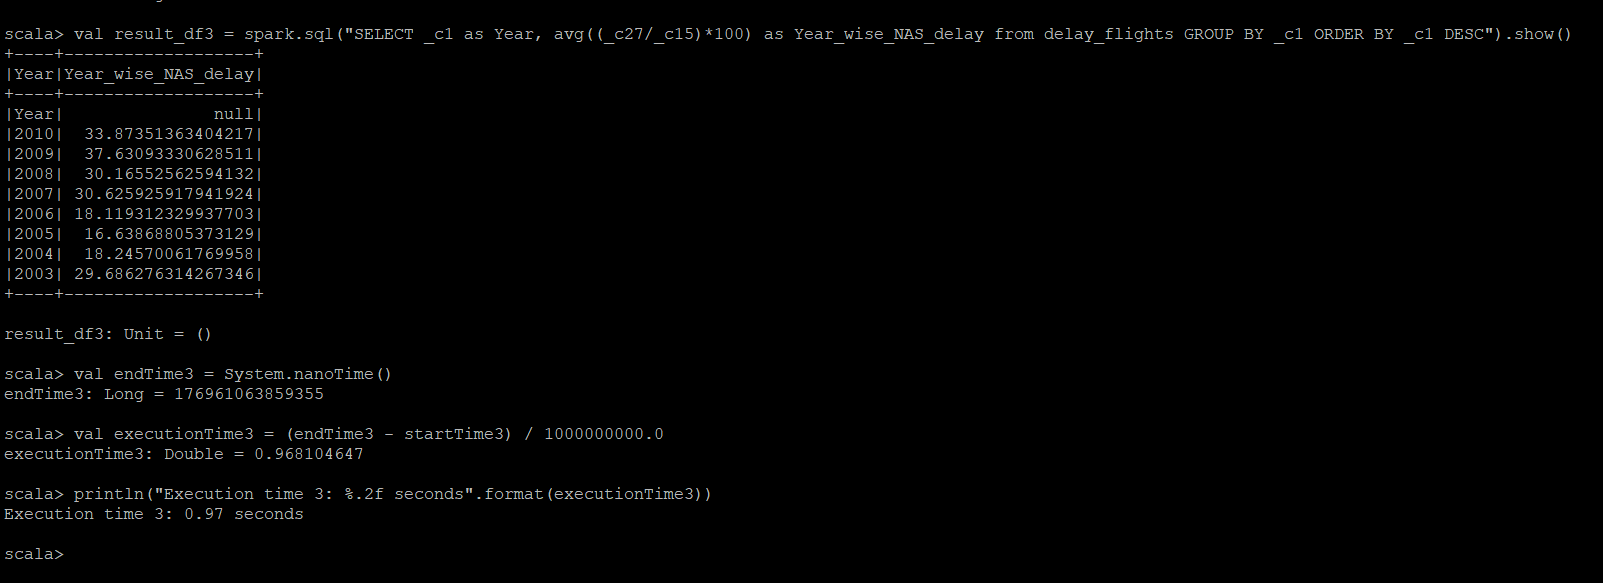 scala> val result_df3 = spark.sql("SELECT _c1 as Year, avg((_c27/_c15)*100) as Year_wise_NAS_delay from delay_flights GROUP BY _c1 ORDER BY _c1 DESC").show()
+----+-------------------+
|Year|Year_wise_NAS_delay|
+----+-------------------+
|Year|               null|
|2010|  33.87351363404217|
|2009|  37.63093330628511|
|2008|  30.16552562594132|
|2007| 30.625925917941924|
|2006| 18.119312329937703|
|2005|  16.63868805373129|
|2004|  18.24570061769958|
|2003| 29.686276314267346|
+----+-------------------+
result_df3: Unit = ()
scala> val endTime3 = System.nanoTime()
endTime3: Long = 176961063859355
scala> val executionTime3 = (endTime3 - startTime3) / 1000000000.0
executionTime3: Double = 0.968104647
scala> println("Execution time 3: %.2f seconds".format(executionTime3))
Execution time 3: 0.97 seconds
scala>